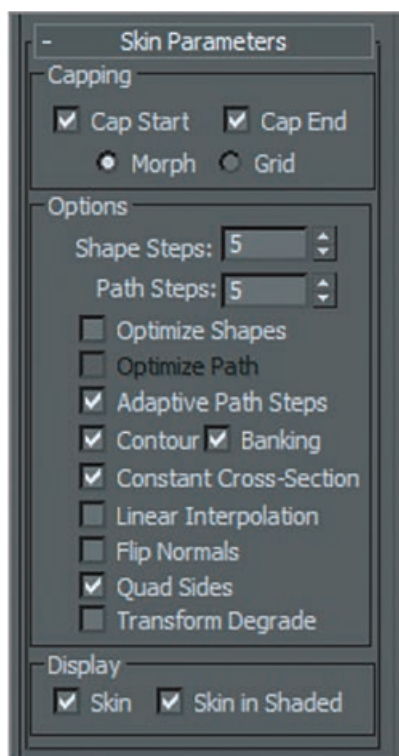 - Skin Parameters
Capping
Cap Start Cap End
Morph Grid
Options
Shape Steps: 5
Path Steps: 5
Optimize Shapes
Optimize Path
Adaptive Path Steps
Contour Banking
Constant Cross-Section
Linear Interpolation
Flip Normals
Quad Sides
Transform Degrade
Display
Skin Skin in Shaded